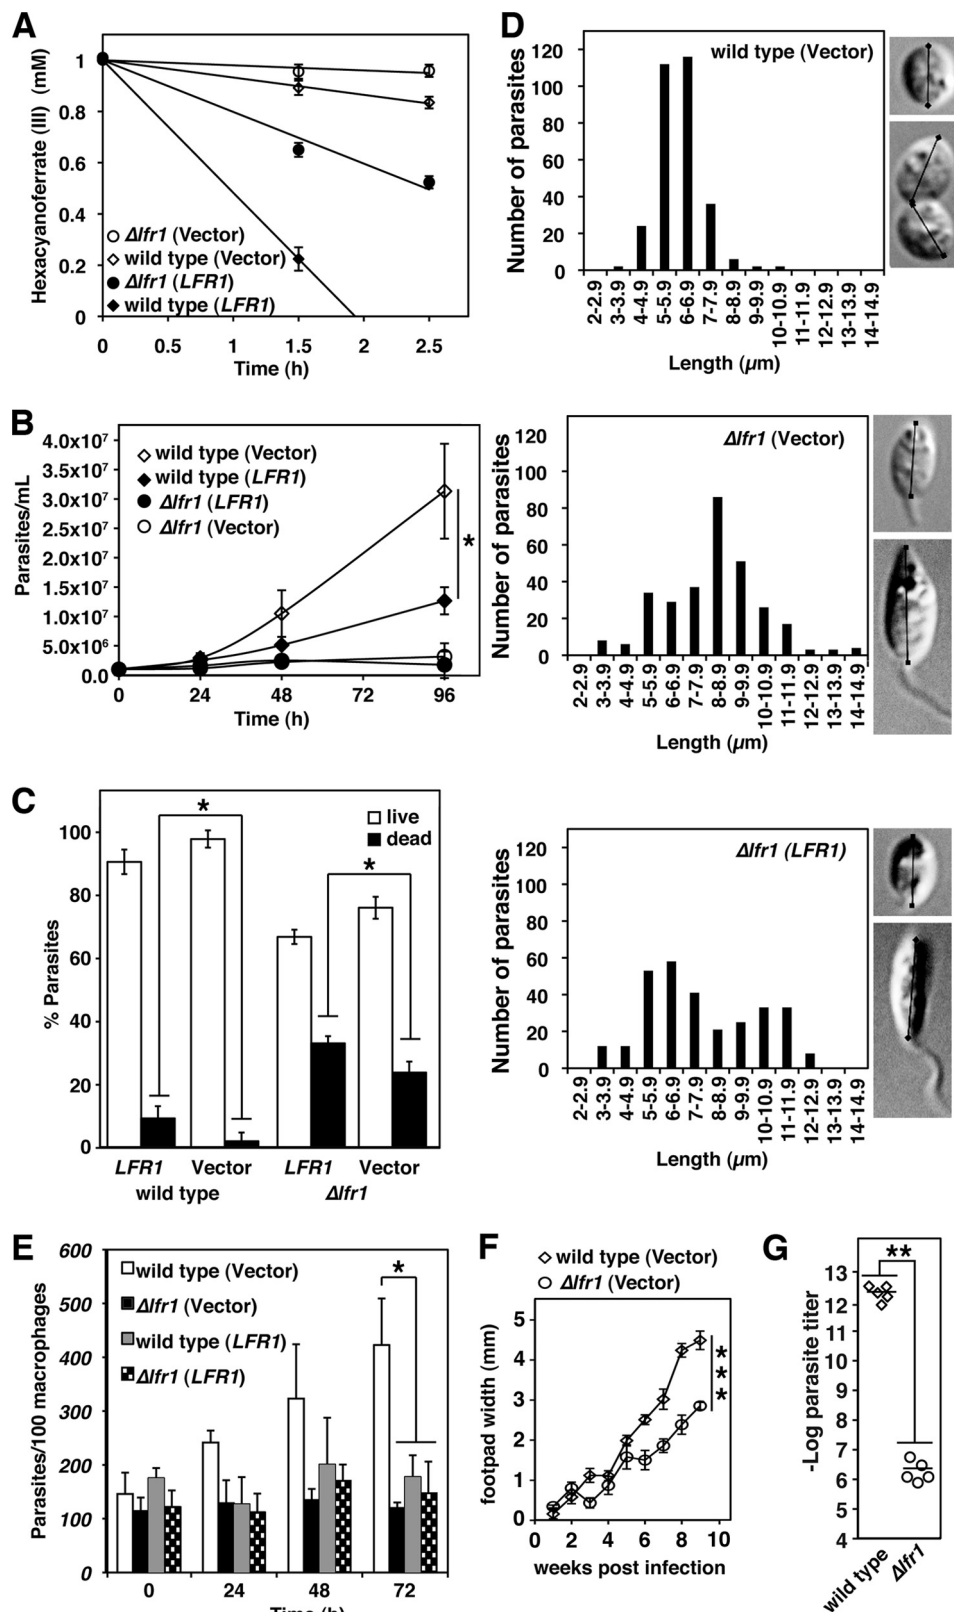 A
Hexacyanoferrate (III) (mM)
1
0.8
0.6
0.4
0.2
0
Δlfr1 (Vector)
wild type (Vector)
Δlfr1 (LFR1)
wild type (LFR1)
0 0.5 1 1.5 2 2.5
Time (h)
B
Parasites/mL
4.0x10⁷
3.5x10⁷
3.0x10⁷
2.5x10⁷
2.0x10⁷
1.5x10⁷
1.0x10⁷
5.0x10⁶
0.0
wild type (Vector)
wild type (LFR1)
Δlfr1 (LFR1)
Δlfr1 (Vector)
*
0 24 48 72 96
Time (h)
C
% Parasites
100
80
60
40
20
0
live
dead
*
*
LFR1 Vector LFR1 Vector
wild type Δlfr1
D
Number of parasites
120
100
80
60
40
20
0
wild type (Vector)
2-2.9
3-3.9
4-4.9
5-5.9
6-6.9
7-7.9
8-8.9
9-9.9
10-10.9
11-11.9
12-12.9
13-13.9
14-14.9
Length (µm)
Number of parasites
120
100
80
60
40
20
0
Δlfr1 (Vector)
2-2.9
3-3.9
4-4.9
5-5.9
6-6.9
7-7.9
8-8.9
9-9.9
10-10.9
11-11.9
12-12.9
13-13.9
14-14.9
Length (µm)
Number of parasites
120
100
80
60
40
20
0
Δlfr1 (LFR1)
2-2.9
3-3.9
4-4.9
5-5.9
6-6.9
7-7.9
8-8.9
9-9.9
10-10.9
11-11.9
12-12.9
13-13.9
14-14.9
Length (µm)
E
Parasites/100 macrophages
600
500
400
300
200
100
0
wild type (Vector)
Δlfr1 (Vector)
wild type (LFR1)
Δlfr1 (LFR1)
*
0 24 48 72
Time (h)
F
wild type (Vector)
Δlfr1 (Vector)
footpad width (mm)
5
4
3
2
1
0
***
0 2 4 6 8 10
weeks post infection
G
-Log parasite titer
13
12
11
10
9
8
7
6
5
4
**
wild type
Δlfr1